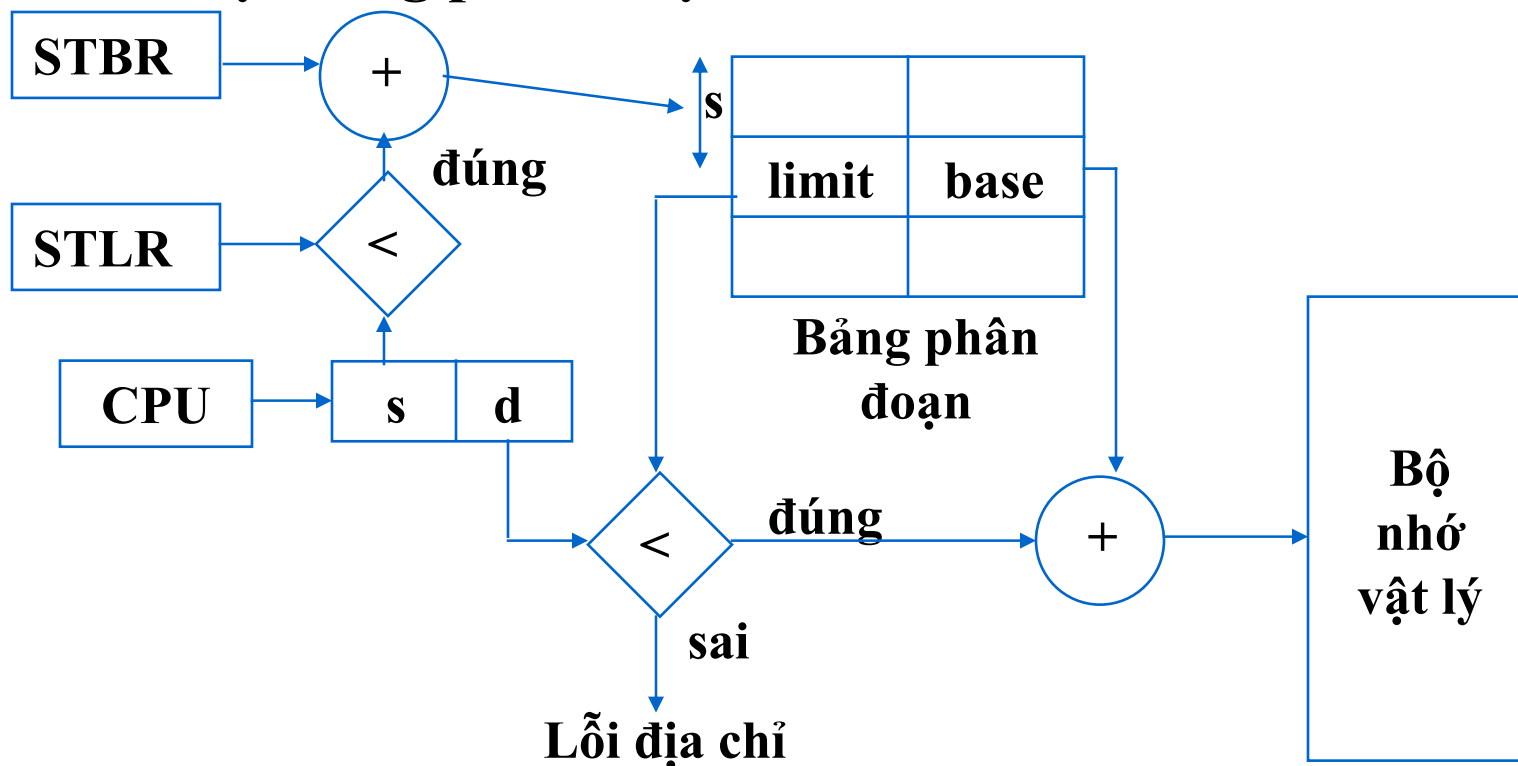 STBR
+
s
đúng
limit
base
STLR
<
Bảng phân
đoạn
CPU
s
d
Bộ
nhớ
vật lý
đúng
<
+
sai
Lỗi địa chỉ